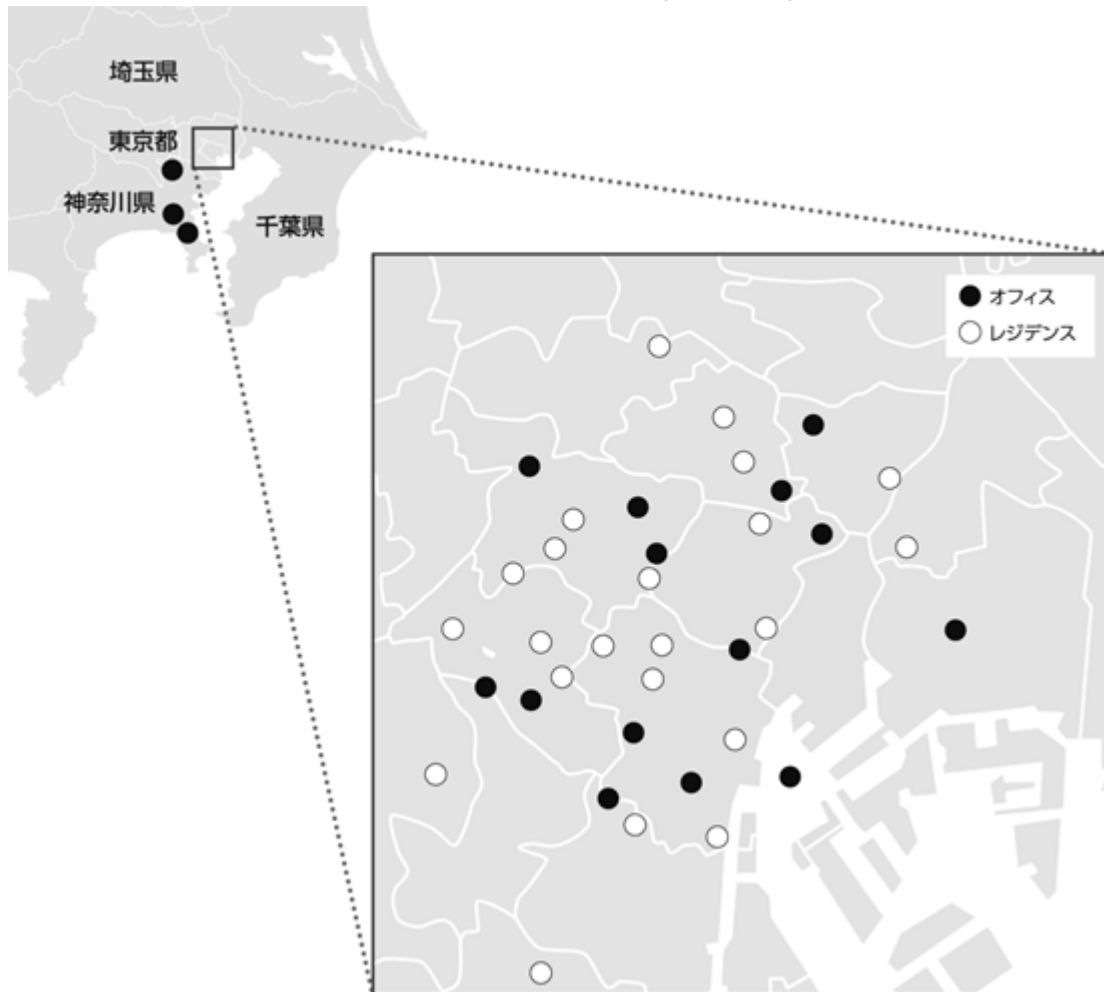 埼玉県
東京都
神奈川県
千葉県
オフィス
レジデンス